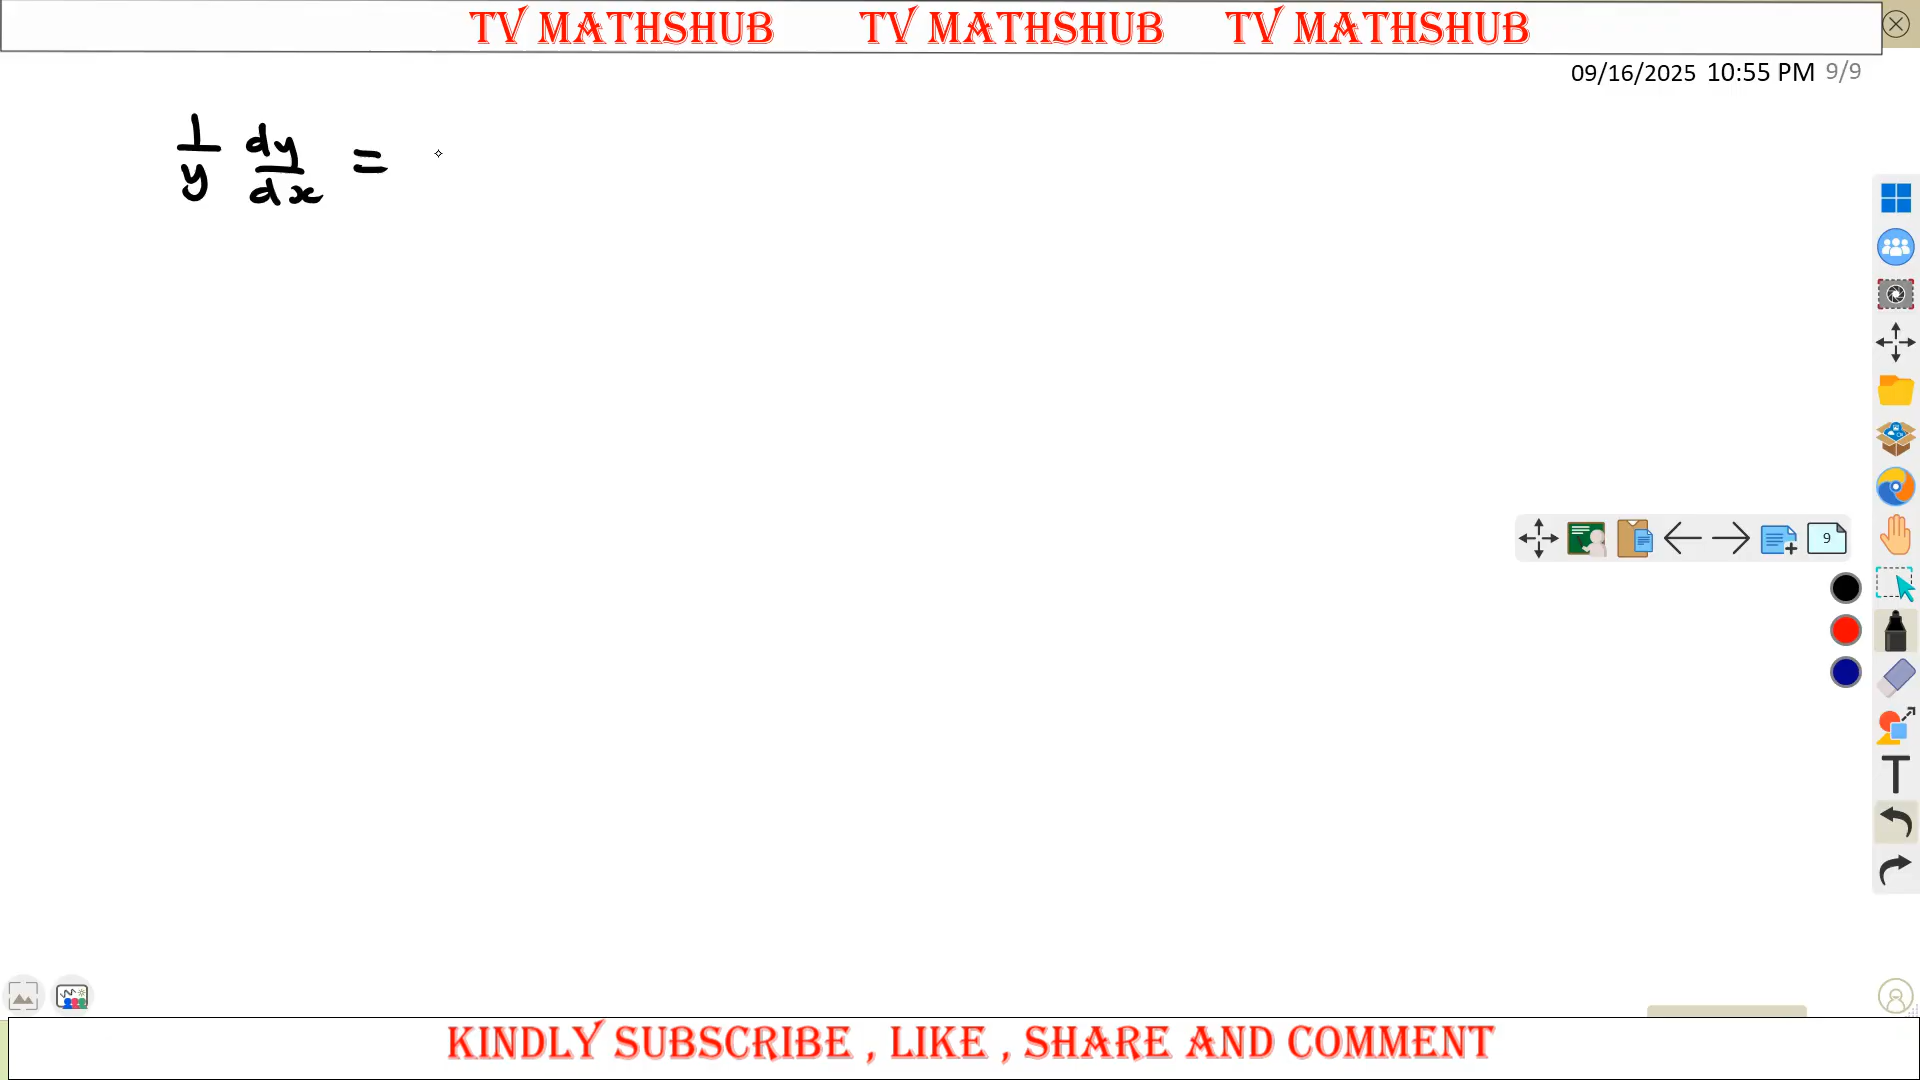 TV MATHSHUB TV MATHSHUB TV MATHSHUB
09/16/2025 10:55 PM 9/9
1/y dy/dx =
9
T
KINDLY SUBSCRIBE , LIKE , SHARE AND COMMENT